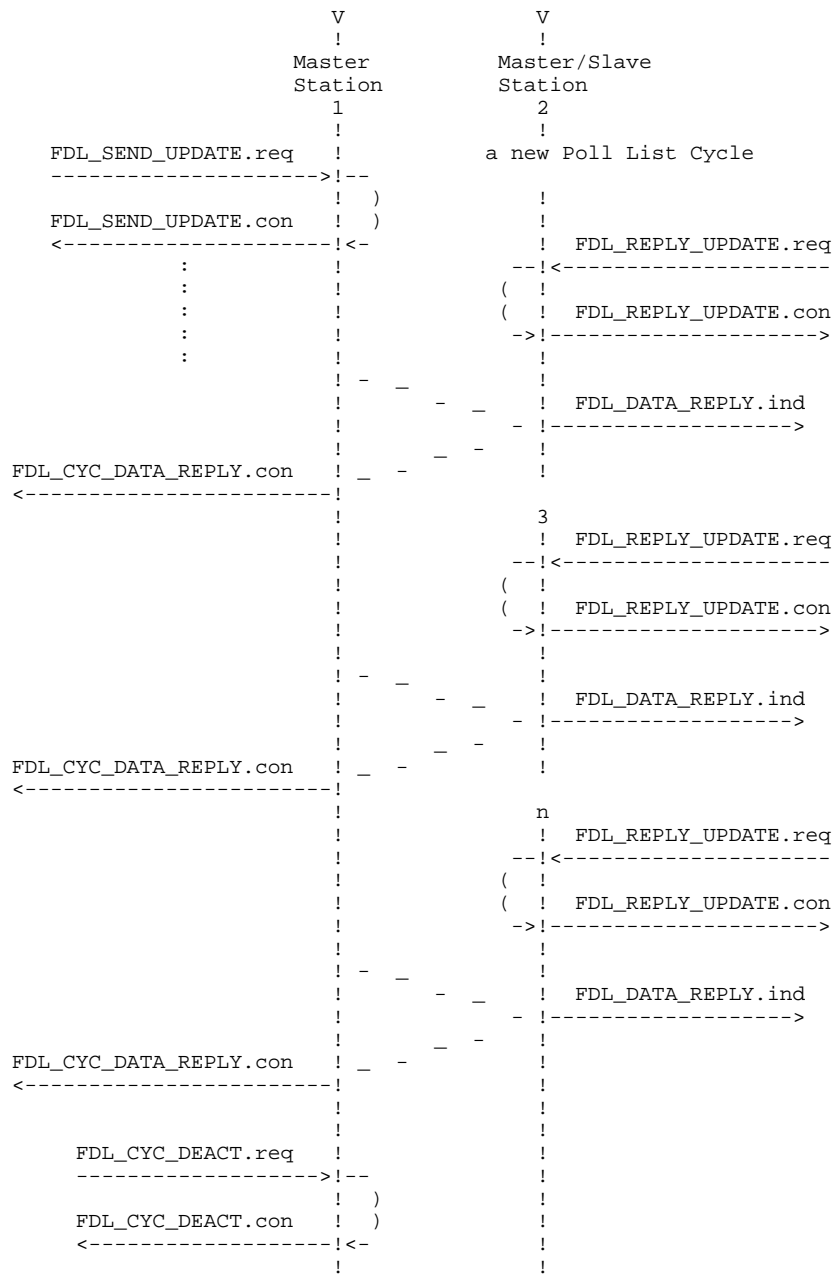 V V
!  !
Master Master/Slave
Station Station
1 2
! !
FDL_SEND_UPDATE.req ! a new Poll List Cycle
--------------------->!--
! ) !
FDL_SEND_UPDATE.con ! ) !
<---------------------!<- ! FDL_REPLY_UPDATE.req
: ! --!<---------------------
: ! ( !
: ! ( ! FDL_REPLY_UPDATE.con
: ! ->!--------------------->
: ! !
! - _ !
! - _ ! FDL_DATA_REPLY.ind
! - !------------------->
! _ - !
FDL_CYC_DATA_REPLY.con ! _ - !
<------------------------!
! 3
! ! FDL_REPLY_UPDATE.req
! --!<---------------------
! ( !
! ( ! FDL_REPLY_UPDATE.con
! ->!--------------------->
! !
! - _ !
! - _ ! FDL_DATA_REPLY.ind
! - !------------------->
! _ - !
FDL_CYC_DATA_REPLY.con ! _ - !
<------------------------!
! n
! ! FDL_REPLY_UPDATE.req
! --!<---------------------
! ( !
! ( ! FDL_REPLY_UPDATE.con
! ->!--------------------->
! !
! - _ !
! - _ ! FDL_DATA_REPLY.ind
! - !------------------->
! _ - !
FDL_CYC_DATA_REPLY.con ! _ - !
<------------------------! !
! !
! !
FDL_CYC_DEACT.req ! !
------------------->!-- !
! ) !
FDL_CYC_DEACT.con ! ) !
<--------------------!<- !
! !